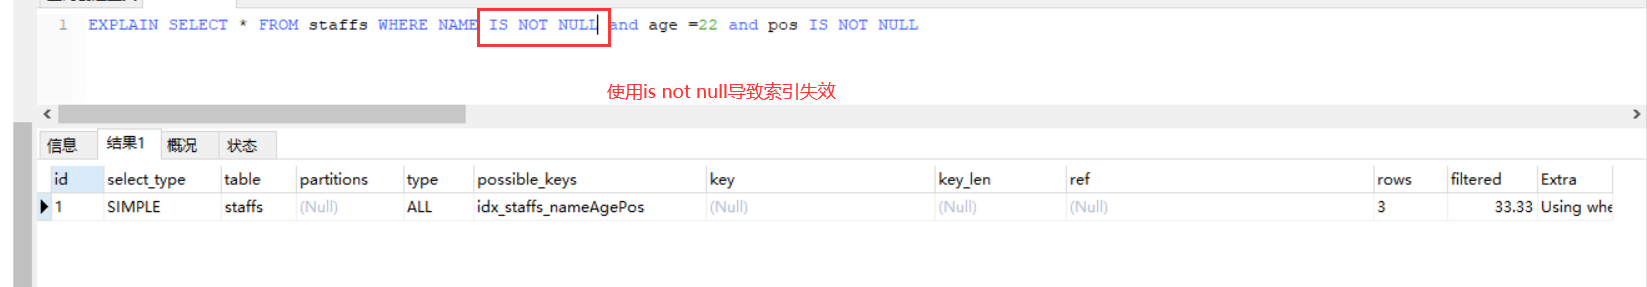 1 EXPLAIN SELECT * FROM staffs WHERE NAME IS NOT NULL and age =22 and pos IS NOT NULL
使用is not null导致索引失效
信息 结果1 概况 状态
id select_type table partitions type possible_keys key key_len ref rows filtered Extra
1 SIMPLE staffs (Null) ALL idx_staffs_nameAgePos (Null) (Null) (Null) 3 33.33 Using whe